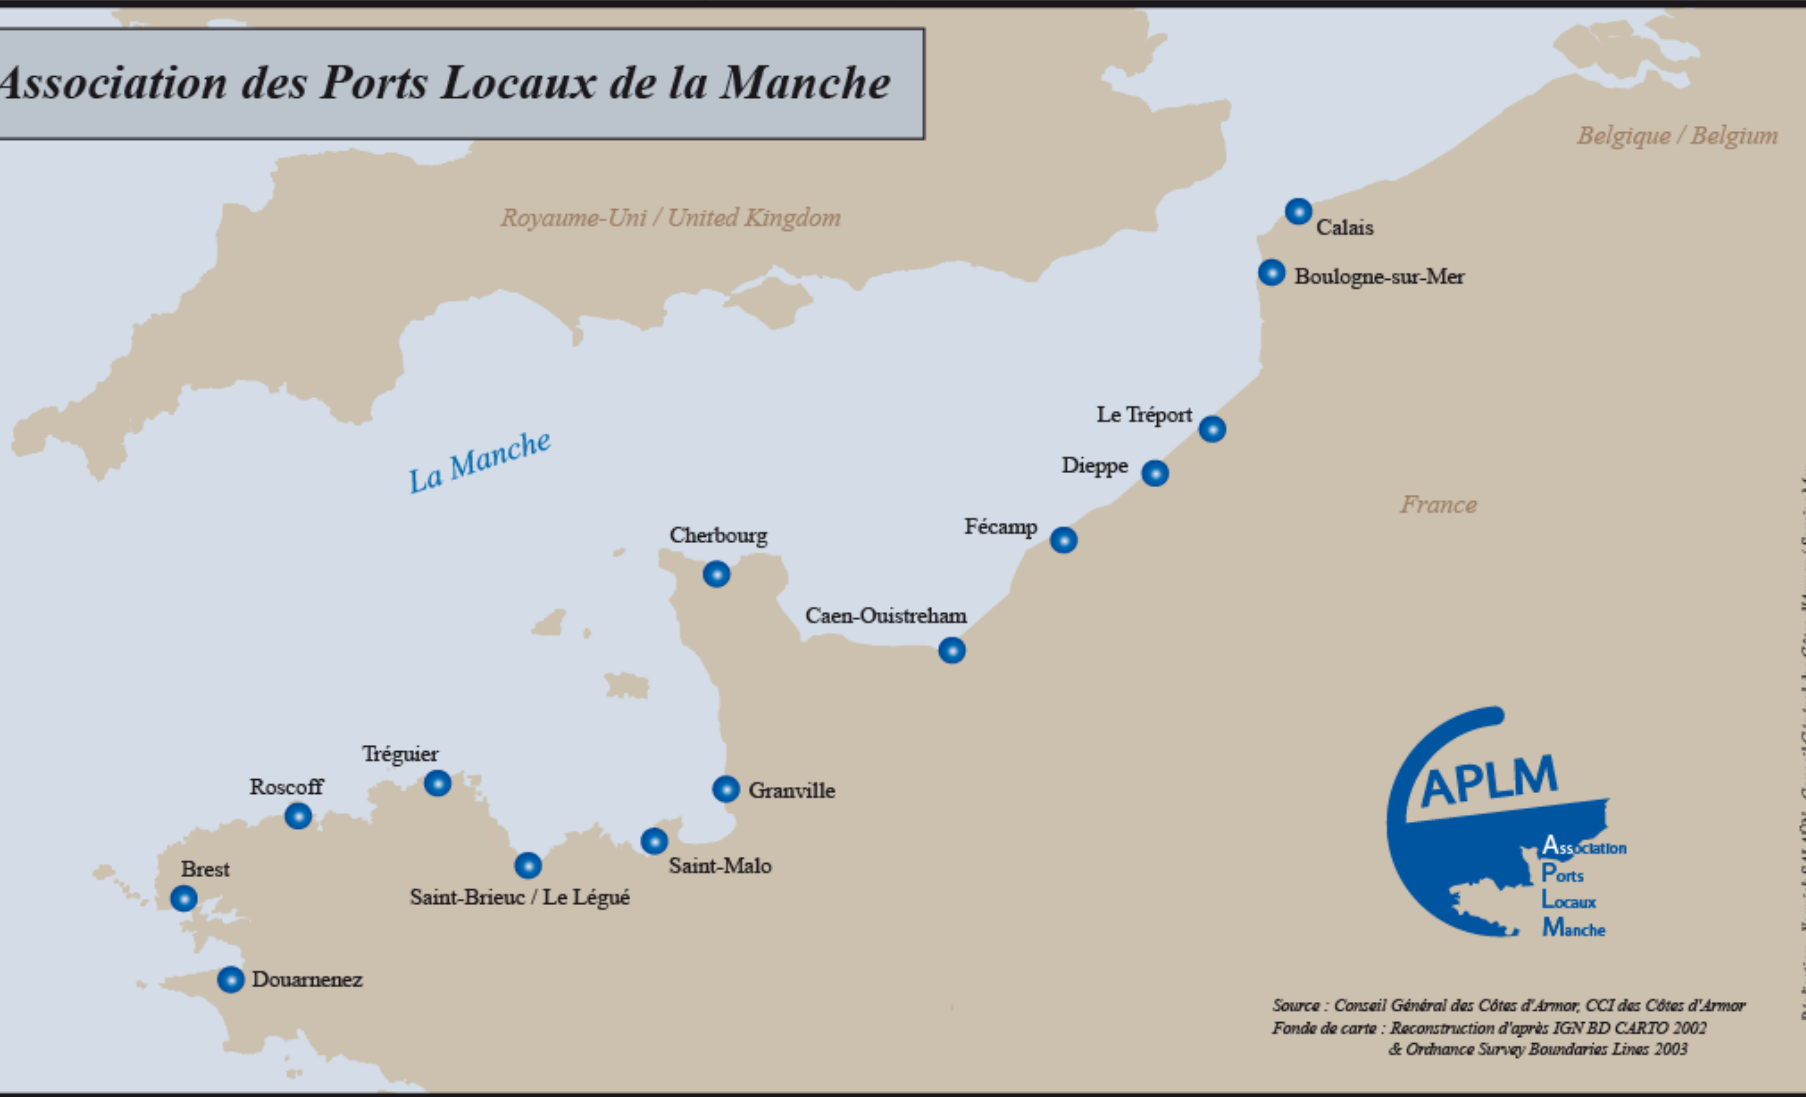 Association des Ports Locaux de la Manche
Belgique / Belgium
Royaume-Uni / United Kingdom
Calais
Boulogne-sur-Mer
Le Tréport
La Manche
Dieppe
France
Fécamp
Cherbourg
Caen-Ouistreham
Tréguier
Roscoff
Granville
Brest
Saint-Malo
Saint-Brieuc / Le Légué
Douarnenez
APLM
Association
Ports
Locaux
Manche
Source : Conseil Général des Côtes d'Armor, CCI des Côtes d'Armor
Fonde de carte : Reconstruction d'après IGN BD CARTO 2002
& Ordnance Survey Boundaries Lines 2003